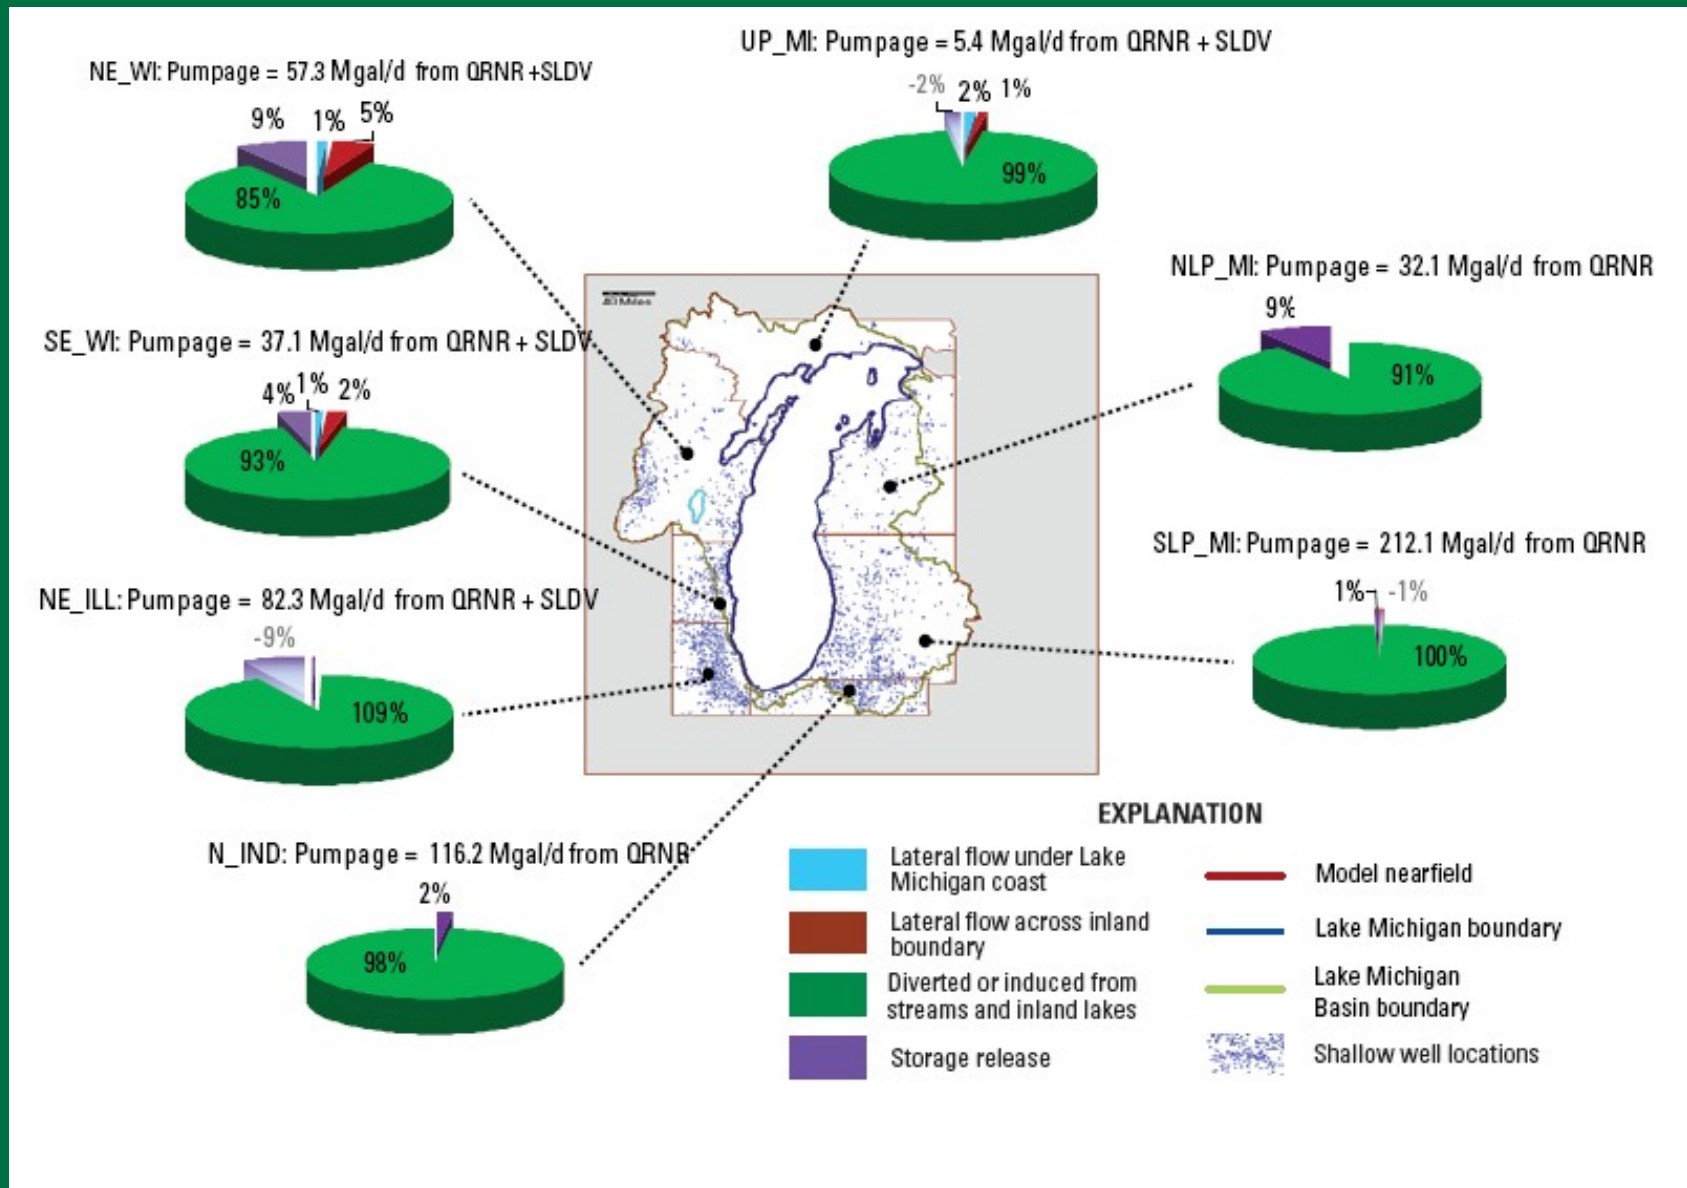 UP_MI: Pumpage = 5.4 Mgal/d from QRNR + SLDV
-2% 2% 1%
99%
NE_WI: Pumpage = 57.3 Mgal/d from QRNR +SLDV
9% 1% 5%
85%
NLP_MI: Pumpage = 32.1 Mgal/d from QRNR
9%
91%
40 Miles
SE_WI: Pumpage = 37.1 Mgal/d from QRNR + SLDV
4% 1% 2%
93%
SLP_MI: Pumpage = 212.1 Mgal/d from QRNR
1% -1%
100%
NE_ILL: Pumpage = 82.3 Mgal/d from QRNR + SLDV
-9%
109%
N_IND: Pumpage = 116.2 Mgal/d from QRNR
2%
98%
EXPLANATION
Lateral flow under Lake
Michigan coast
Lateral flow across inland
boundary
Diverted or induced from
streams and inland lakes
Storage release
Model nearfield
Lake Michigan boundary
Lake Michigan
Basin boundary
Shallow well locations